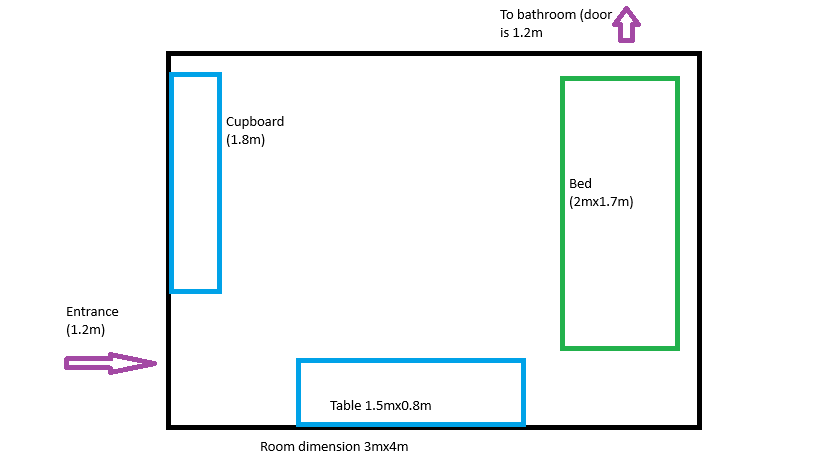 To bathroom (door
is 1.2m
Cupboard
(1.8m)
Bed
(2mx1.7m)
Entrance
(1.2m)
Table 1.5mx0.8m
Room dimension 3mx4m